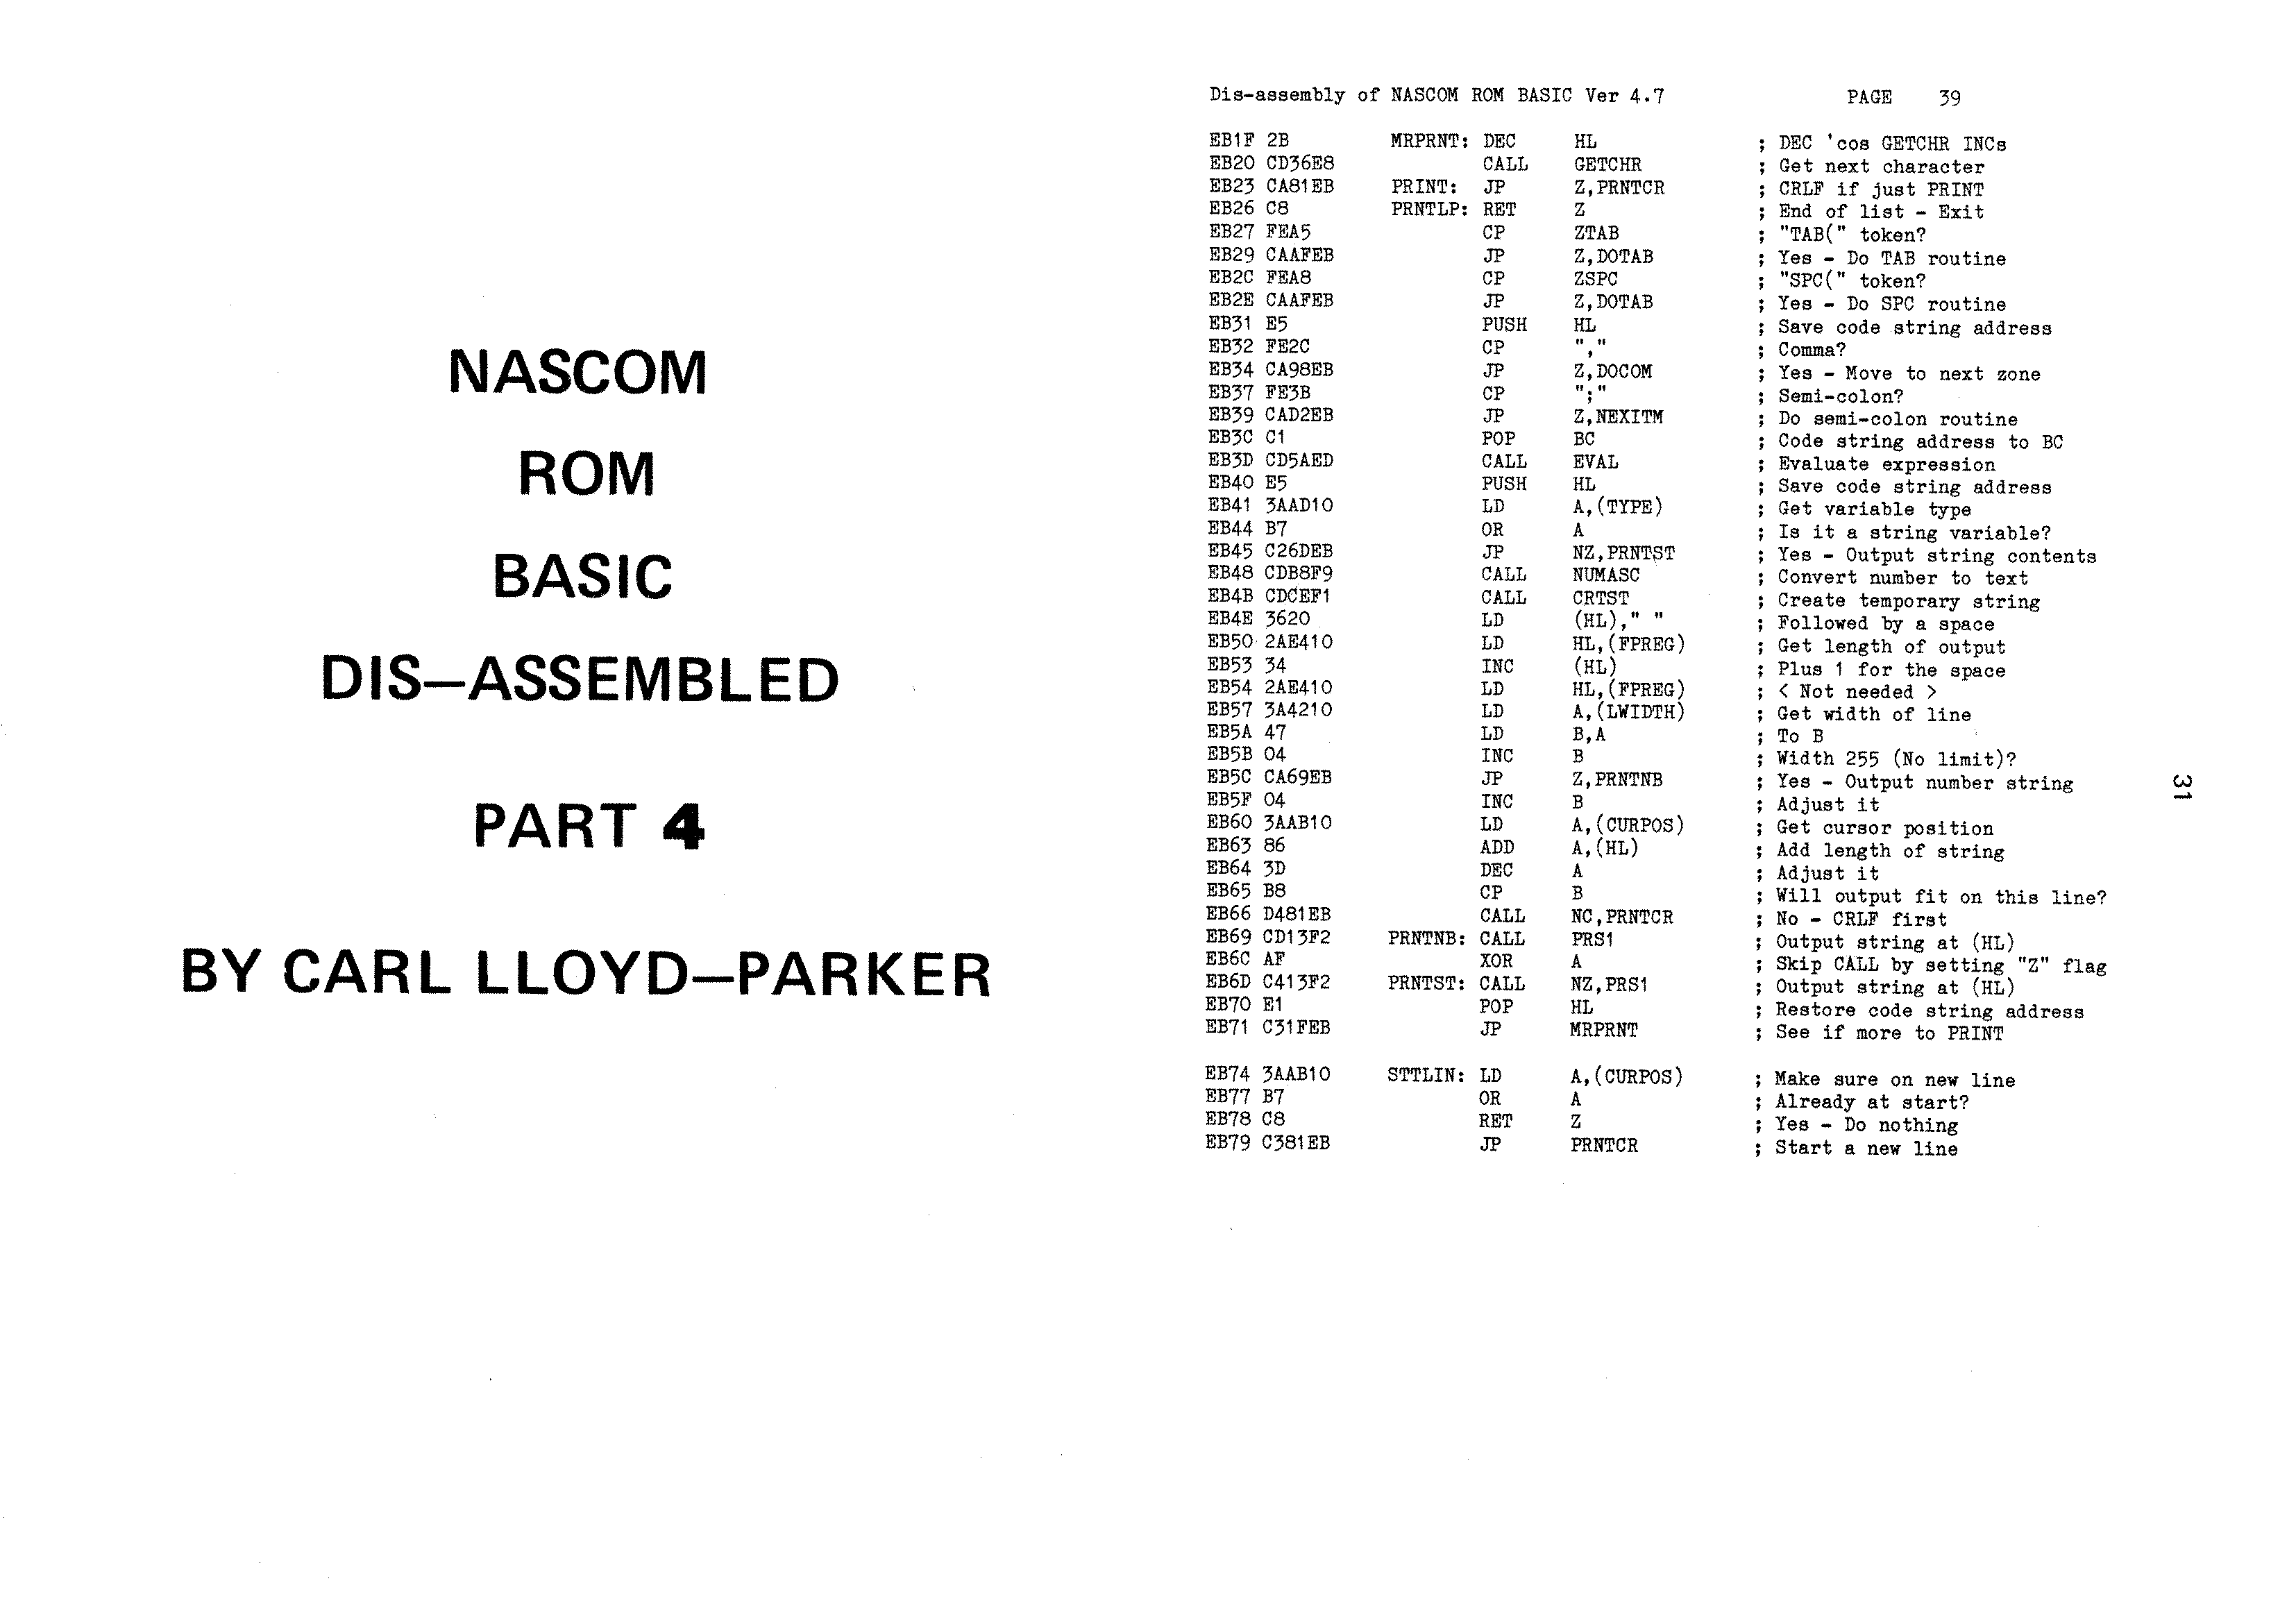 NASCOM
ROM
BASIC
DIS—ASSEMBLED
PART 4
BY CARL LLOYD—PARKER
Dis-assembly of NASCOM ROM BASIC Ver 4.7 PAGE 39
EB1F 2B MRPRNT: DEC HL ; DEC 'cos GETCHR INCs
EB20 CD36E8 CALL GETCHR ; Get next character
EB23 CA81EB PRINT: JP Z,PRNTCR ; CRLF if just PRINT
EB26 C8 PRNTLP: RET Z ; End of list - Exit
EB27 FEA5 CP ZTAB ; "TAB(" token?
EB29 CAAFEB JP Z,DOTAB ; Yes - Do TAB routine
EB2C FEA8 CP ZSPC ; "SPC(" token?
EB2E CAAFEB JP Z,DOTAB ; Yes - Do SPC routine
EB31 E5 PUSH HL ; Save code string address
EB32 FE2C CP "," ; Comma?
EB34 CA98EB JP Z,DOCOM ; Yes - Move to next zone
EB37 FE3B CP ";" ; Semi-colon?
EB39 CAD2EB JP Z,NEXITM ; Do semi-colon routine
EB3C C1 POP BC ; Code string address to BC
EB3D CD5AED CALL EVAL ; Evaluate expression
EB40 E5 PUSH HL ; Save code string address
EB41 3AAD10 LD A,(TYPE) ; Get variable type
EB44 B7 OR A ; Is it a string variable?
EB45 C26DEB JP NZ,PRNTST ; Yes - Output string contents
EB48 CDB8F9 CALL NUMASC ; Convert number to text
EB4B CDCEF1 CALL CRTST ; Create temporary string
EB4E 3620 LD (HL)," " ; Followed by a space
EB50 2AE410 LD HL,(FPREG) ; Get length of output
EB53 34 INC (HL) ; Plus 1 for the space
EB54 2AE410 LD HL,(FPREG) ; < Not needed >
EB57 3A4210 LD A,(LWIDTH) ; Get width of line
EB5A 47 LD B,A ; To B
EB5B 04 INC B ; Width 255 (No limit)?
EB5C CA69EB JP Z,PRNTNB ; Yes - Output number string
EB5F 04 INC B ; Adjust it
EB60 3AAB10 LD A,(CURPOS) ; Get cursor position
EB63 86 ADD A,(HL) ; Add length of string
EB64 3D DEC A ; Adjust it
EB65 B8 CP B ; Will output fit on this line?
EB66 D481EB CALL NC,PRNTCR ; No - CRLF first
EB69 CD13F2 PRNTNB: CALL PRS1 ; Output string at (HL)
EB6C AF XOR A ; Skip CALL by setting "Z" flag
EB6D C413F2 PRNTST: CALL NZ,PRS1 ; Output string at (HL)
EB70 E1 POP HL ; Restore code string address
EB71 C31FEB JP MRPRNT ; See if more to PRINT
EB74 3AAB10 STTLIN: LD A,(CURPOS) ; Make sure on new line
EB77 B7 OR A ; Already at start?
EB78 C8 RET Z ; Yes - Do nothing
EB79 C381EB JP PRNTCR ; Start a new line
31